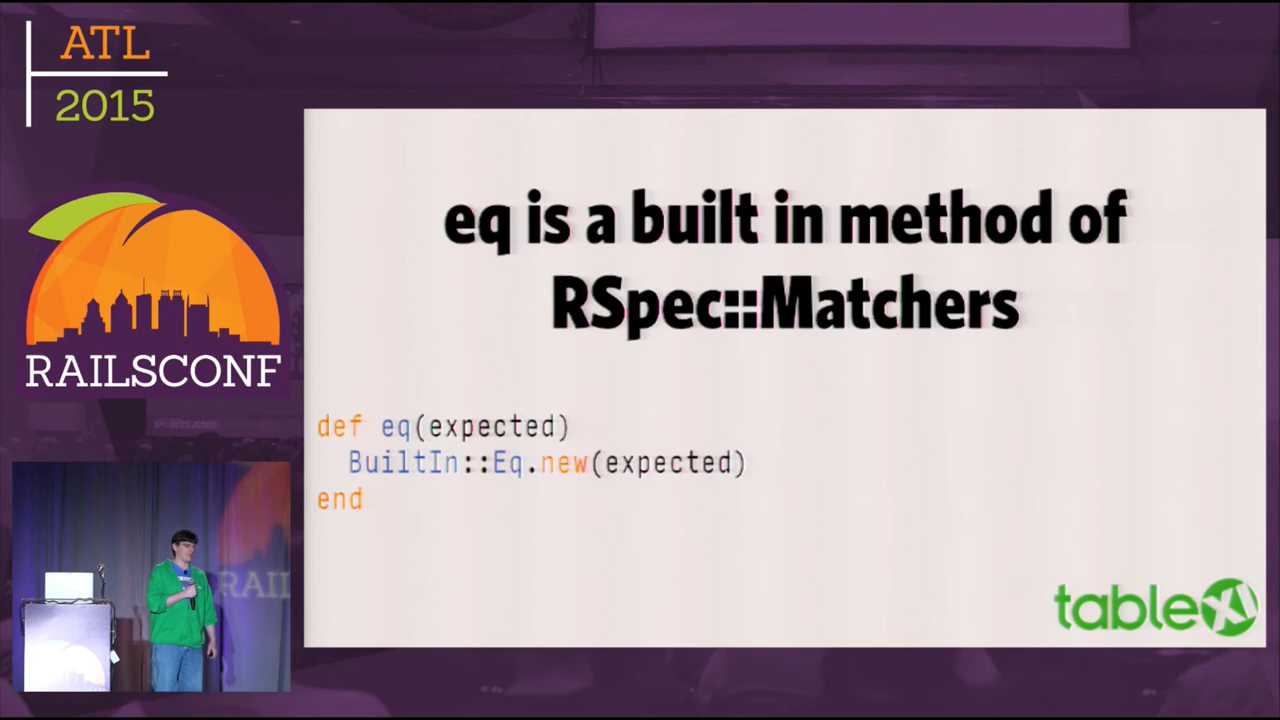 ATL
2015
RAILSCONF
eq is a built in method of
RSpec::Matchers
def eq(expected)
  BuiltIn::Eq.new(expected)
end
tableXI
RAIL